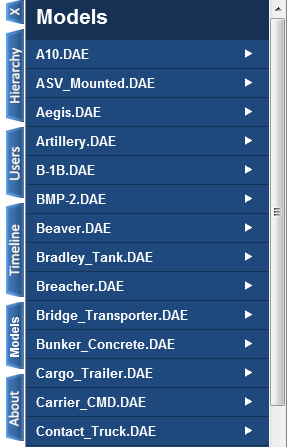 X
Hierarchy
Users
Timeline
Models
About
Models
A10.DAE
ASV_Mounted.DAE
Aegis.DAE
Artillery.DAE
B-1B.DAE
BMP-2.DAE
Beaver.DAE
Bradley_Tank.DAE
Breacher.DAE
Bridge_Transporter.DAE
Bunker_Concrete.DAE
Cargo_Trailer.DAE
Carrier_CMD.DAE
Contact_Truck.DAE